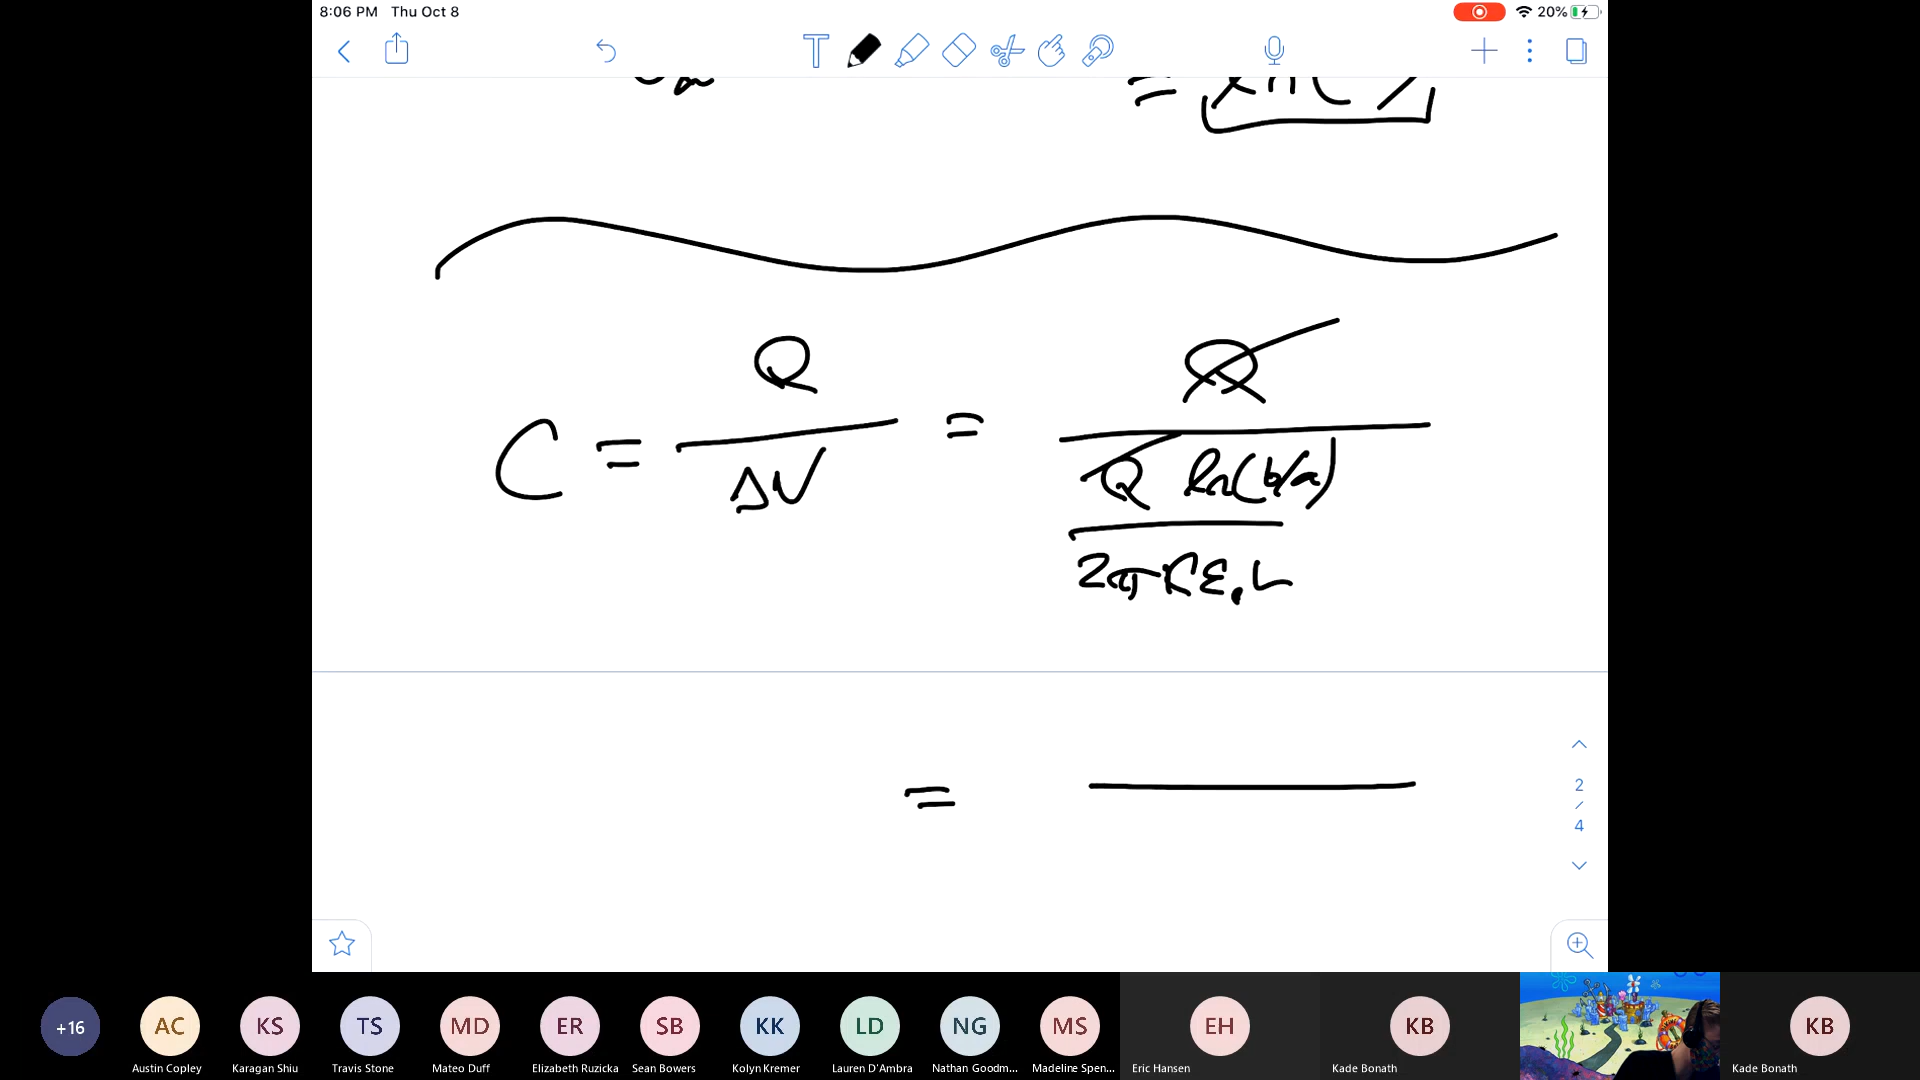 8:06 PM Thu Oct 8
20%
T
= ln( )
C = Q / ΔV = Q / (Q ln(b/a) / 2πκε₀L)
=
2 / 4
+16 AC KS TS MD ER SB KK LD NG MS EH KB KB
Austin Copley Karagan Shiu Travis Stone Mateo Duff Elizabeth Ruzicka Sean Bowers Kolyn Kremer Lauren D'Ambra Nathan Goodm... Madeline Spen... Eric Hansen Kade Bonath Kade Bonath